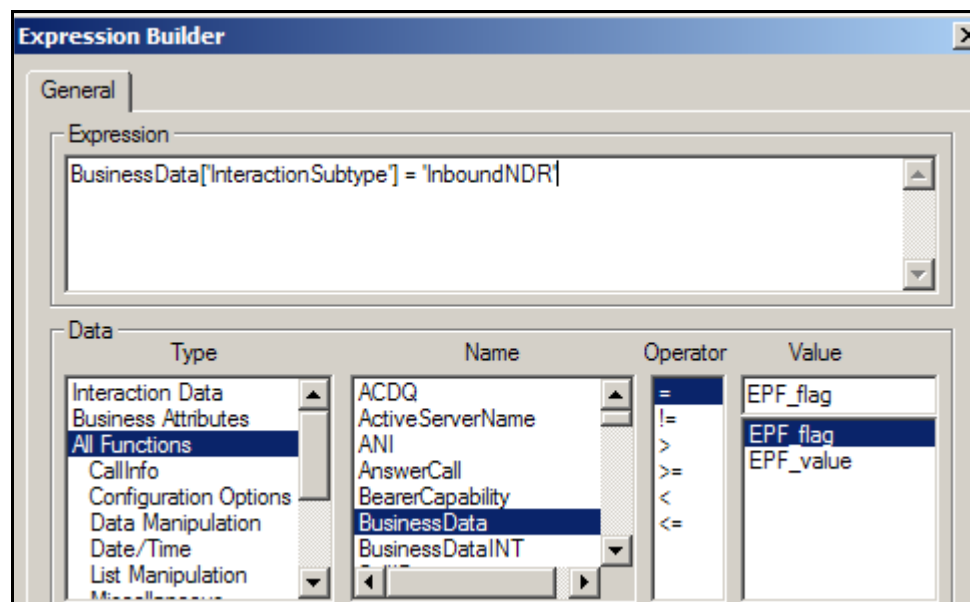 Expression Builder
General
Expression
BusinessData['InteractionSubtype'] = 'InboundNDR'
Data
Type
Name
Operator
Value
Interaction Data
Business Attributes
All Functions
CallInfo
Configuration Options
Data Manipulation
Date/Time
List Manipulation
ACDQ
ActiveServerName
ANI
AnswerCall
BearerCapability
BusinessData
BusinessDataINT
=
!=
>
>=
<
<=
EPF_flag
EPF_flag
EPF_value